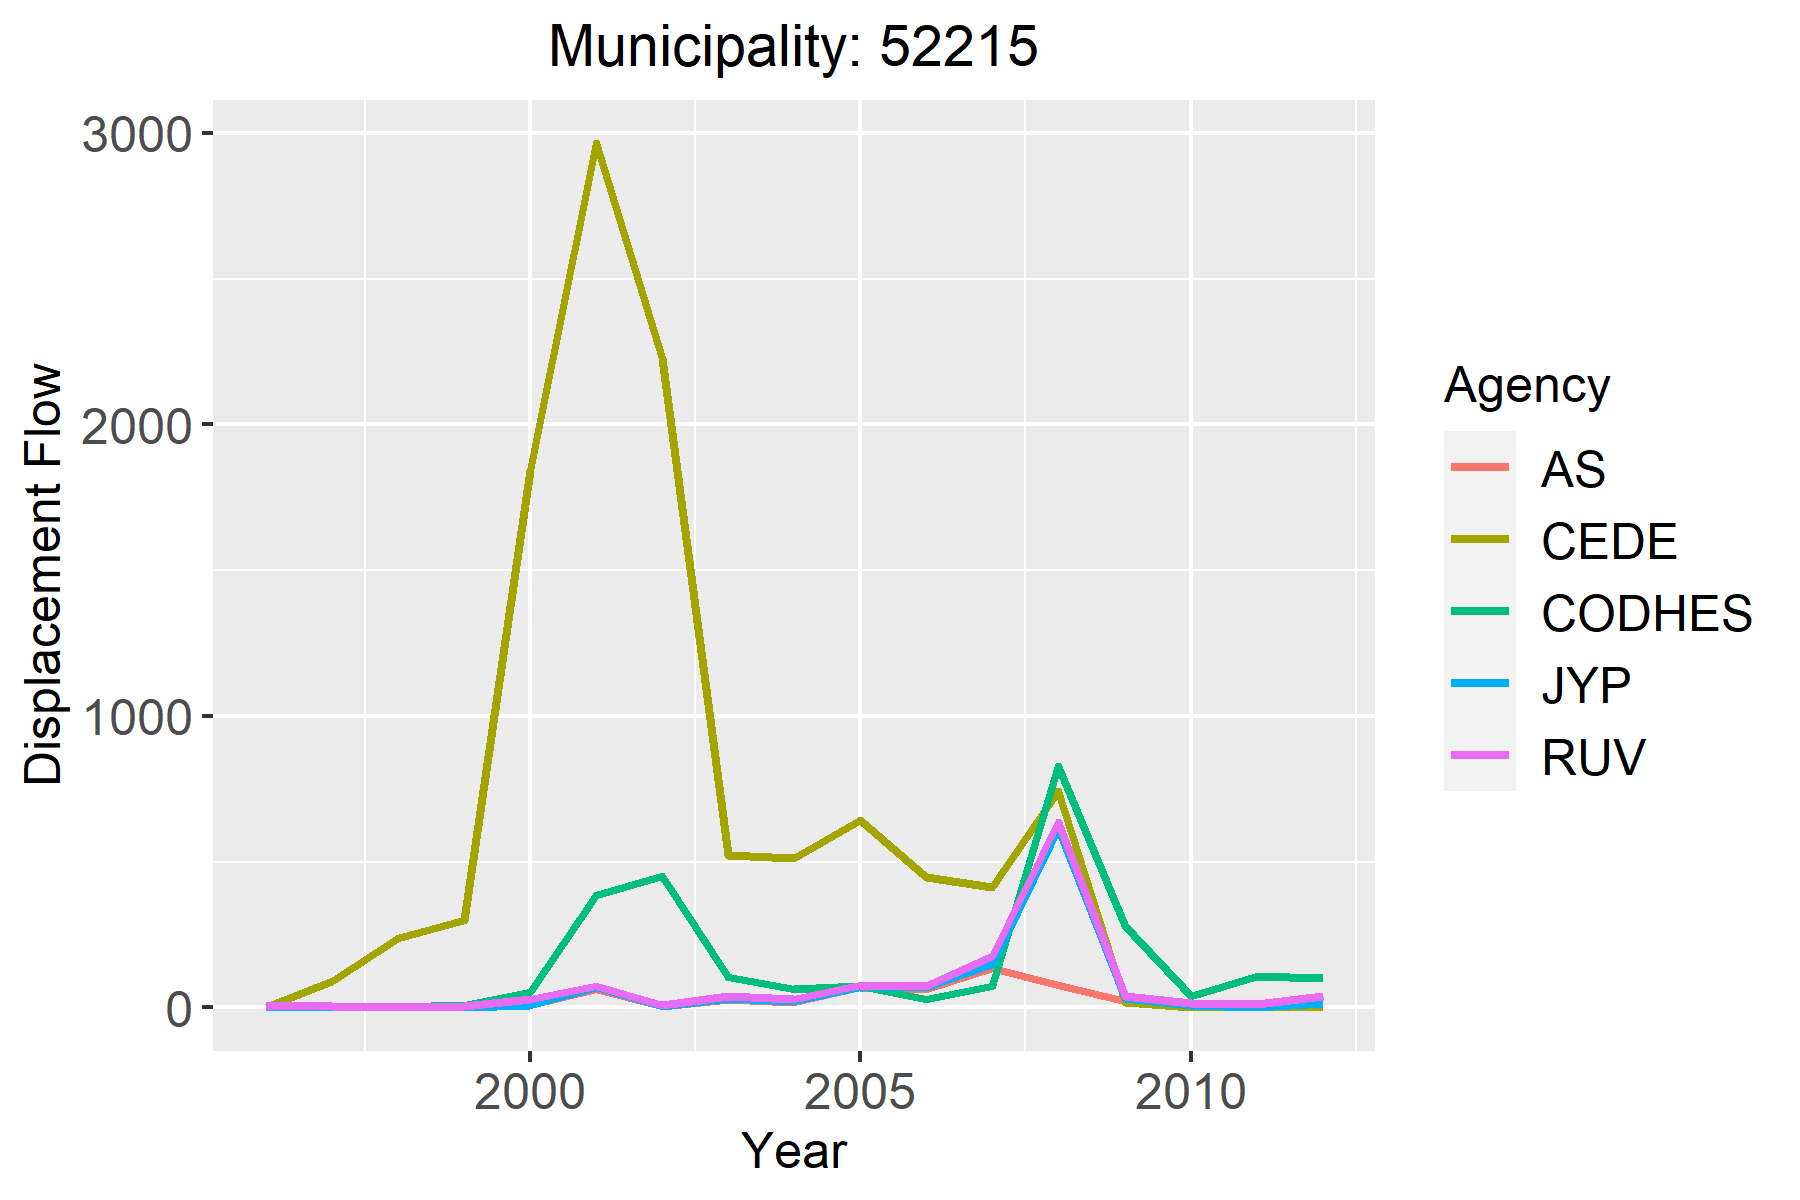 Municipality: 52215
3000
2000
1000
0
Displacement Flow
2000 2005 2010
Year
Agency
AS
CEDE
CODHES
JYP
RUV